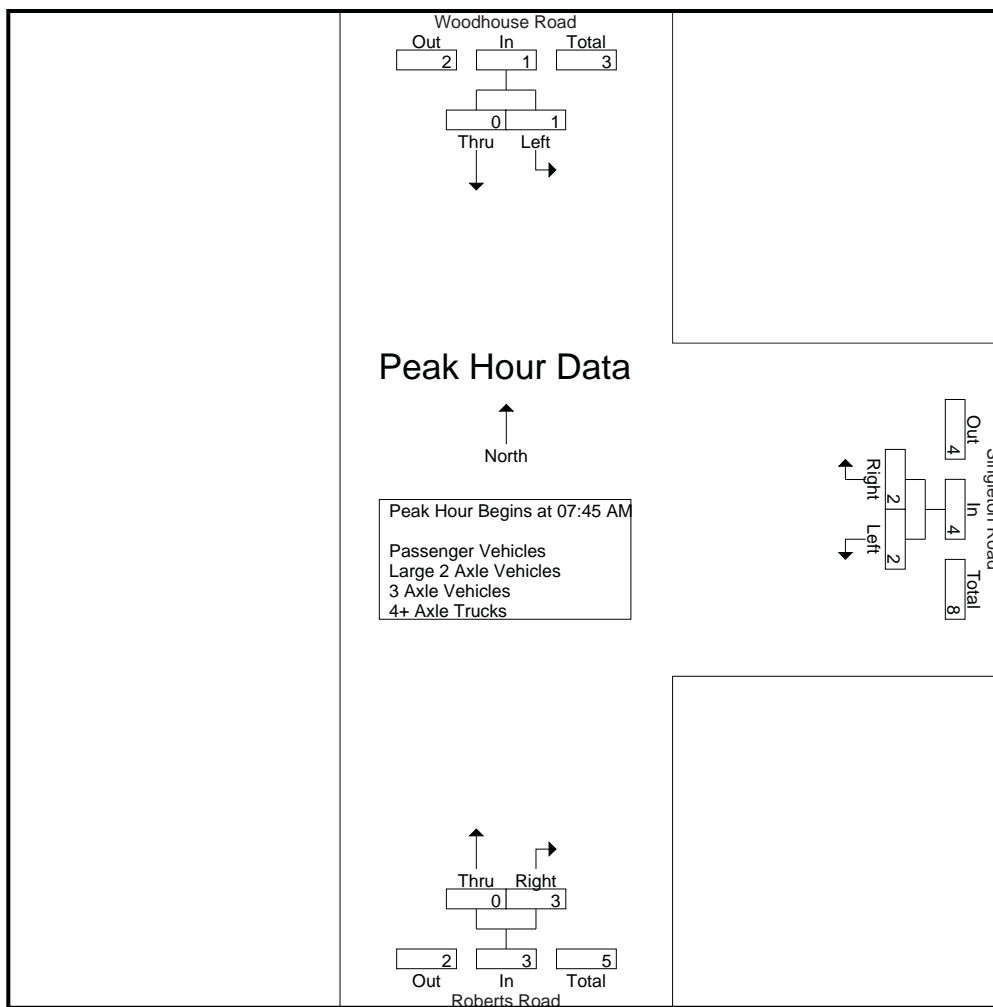 Woodhouse Road
Out In Total
2 1 3
0 1
Thru Left
Peak Hour Data
North
Peak Hour Begins at 07:45 AM
Passenger Vehicles
Large 2 Axle Vehicles
3 Axle Vehicles
4+ Axle Trucks
Right Left
2 2
Out In Total
4 4 8
Singleton Road
Thru Right
0 3
2 3 5
Out In Total
Roberts Road